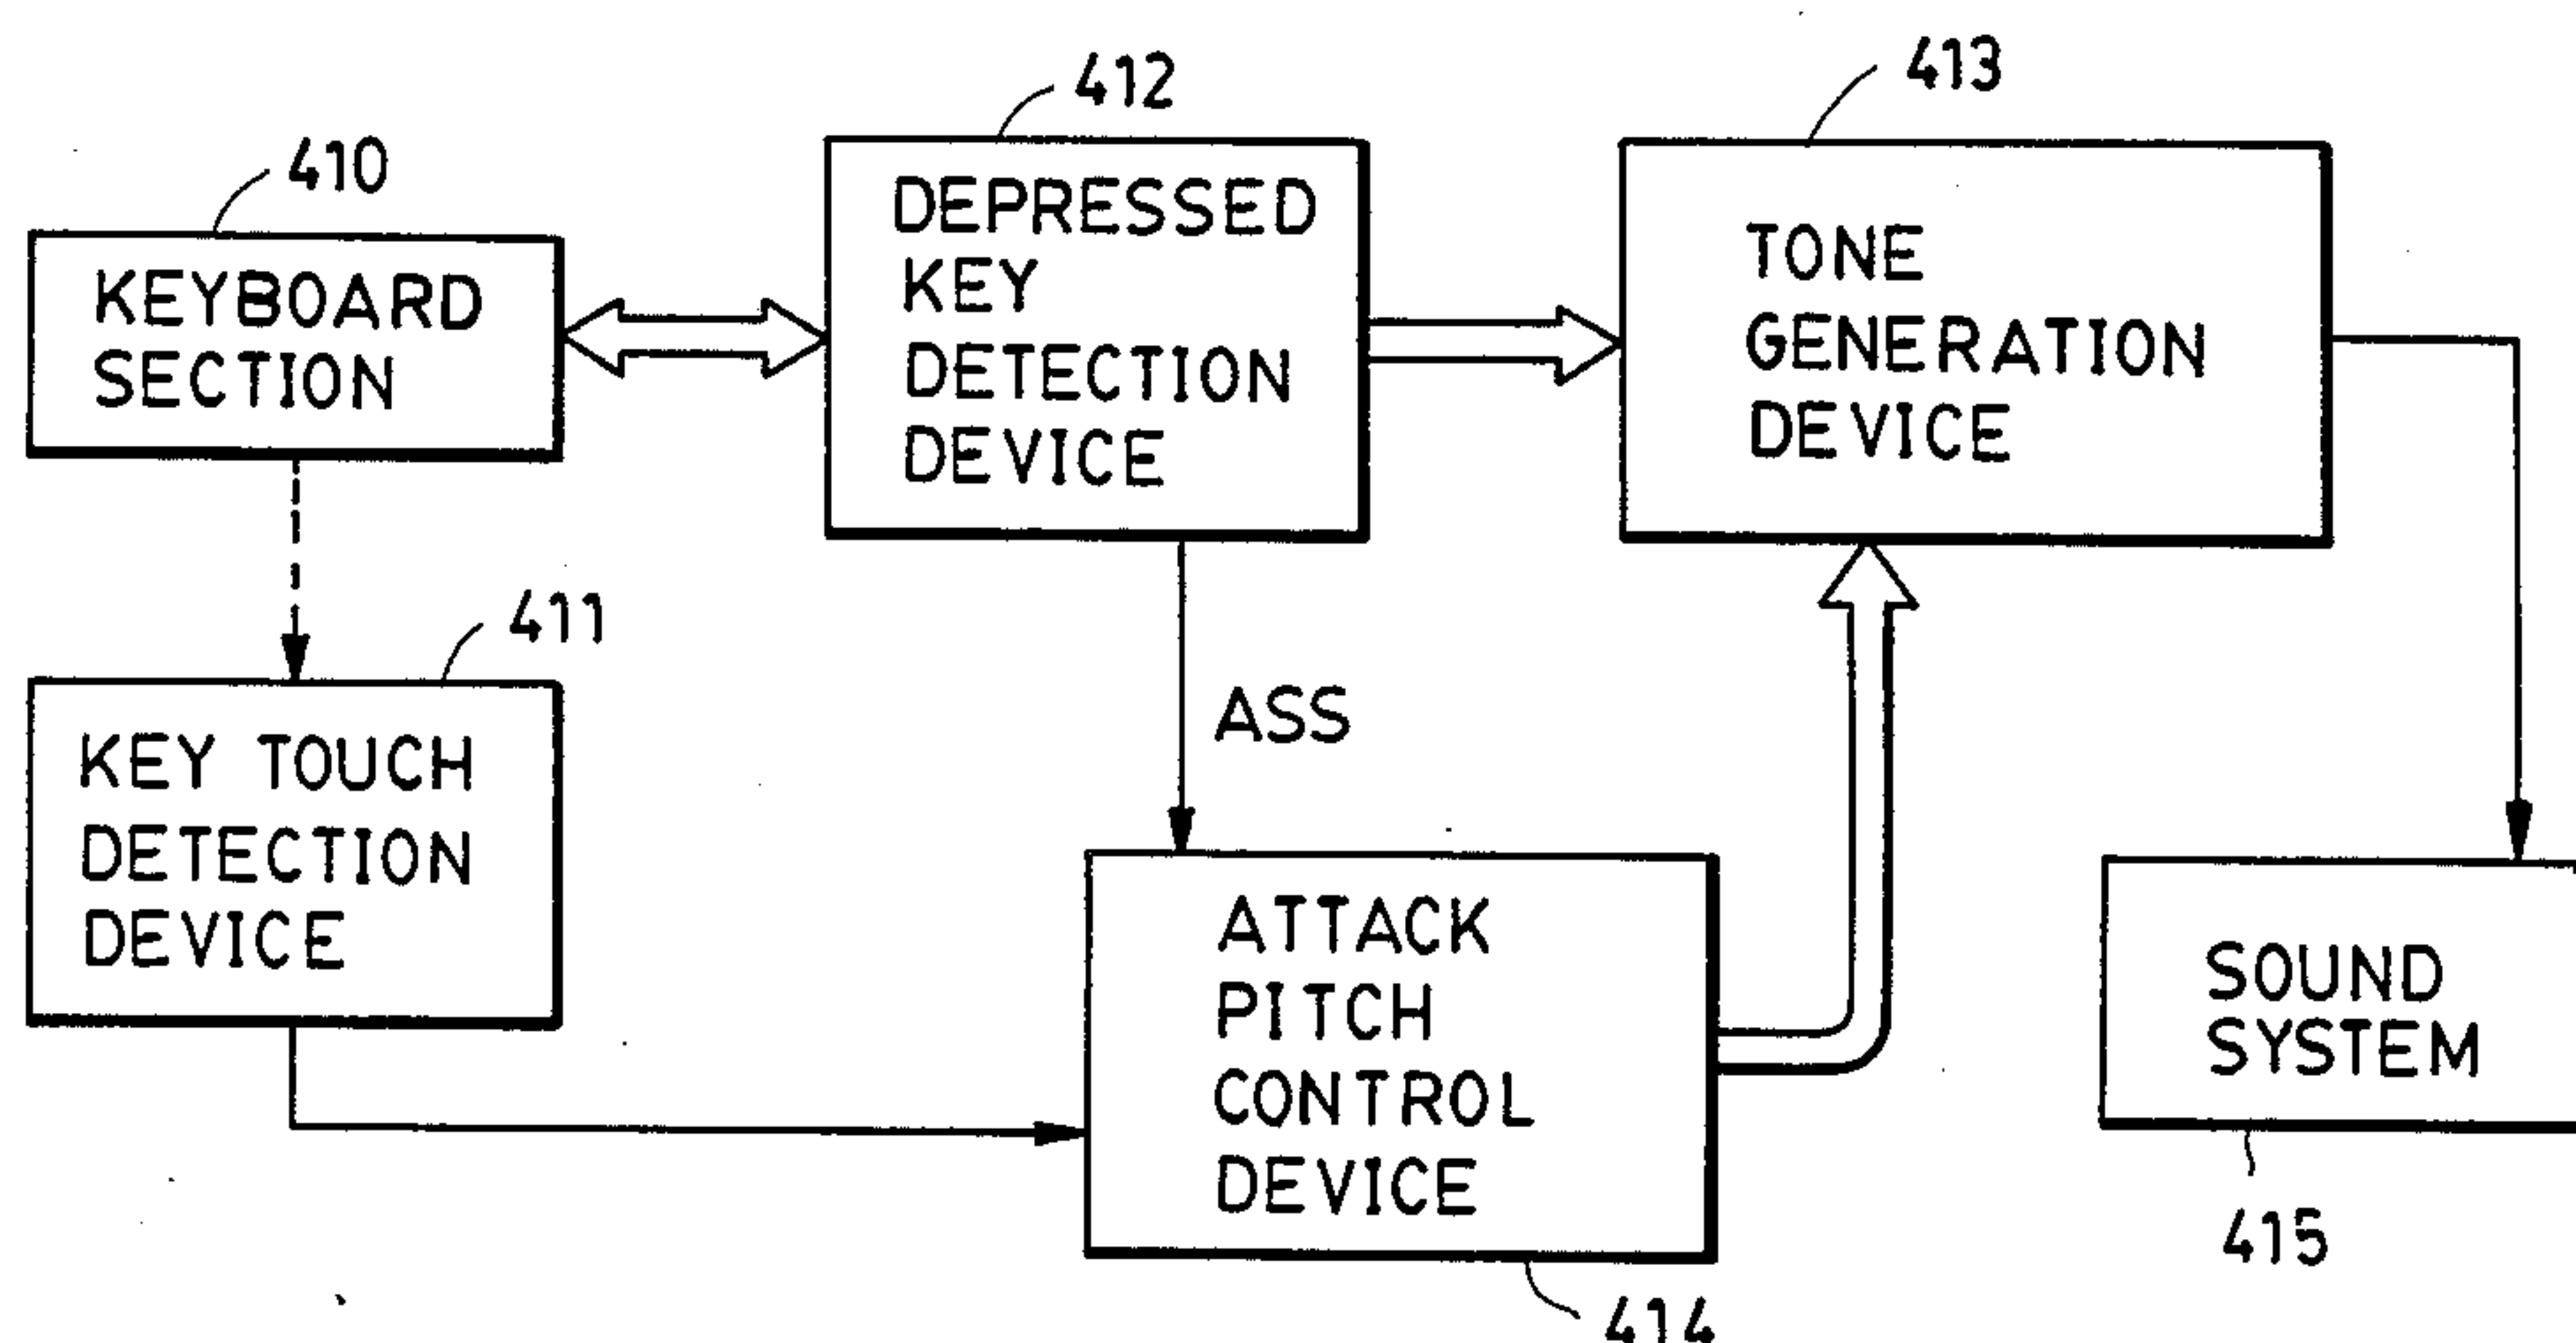 410
KEYBOARD
SECTION
412
DEPRESSED
KEY
DETECTION
DEVICE
413
TONE
GENERATION
DEVICE
411
KEY TOUCH
DETECTION
DEVICE
ASS
ATTACK
PITCH
CONTROL
DEVICE
414
SOUND
SYSTEM
415